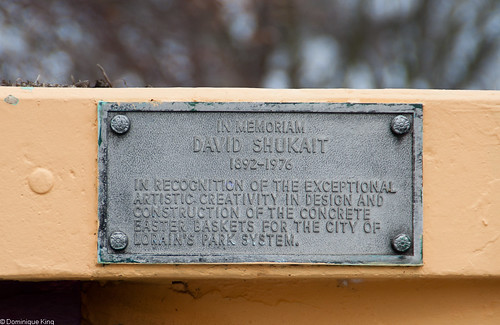 IN MEMORIAM
DAVID SHUKAIT
1892-1976
IN RECOGNITION OF THE EXCEPTIONAL
ARTISTIC CREATIVITY IN DESIGN AND
CONSTRUCTION OF THE CONCRETE
EASTER BASKETS FOR THE CITY OF
LORAIN'S PARK SYSTEM.
© Dominique King